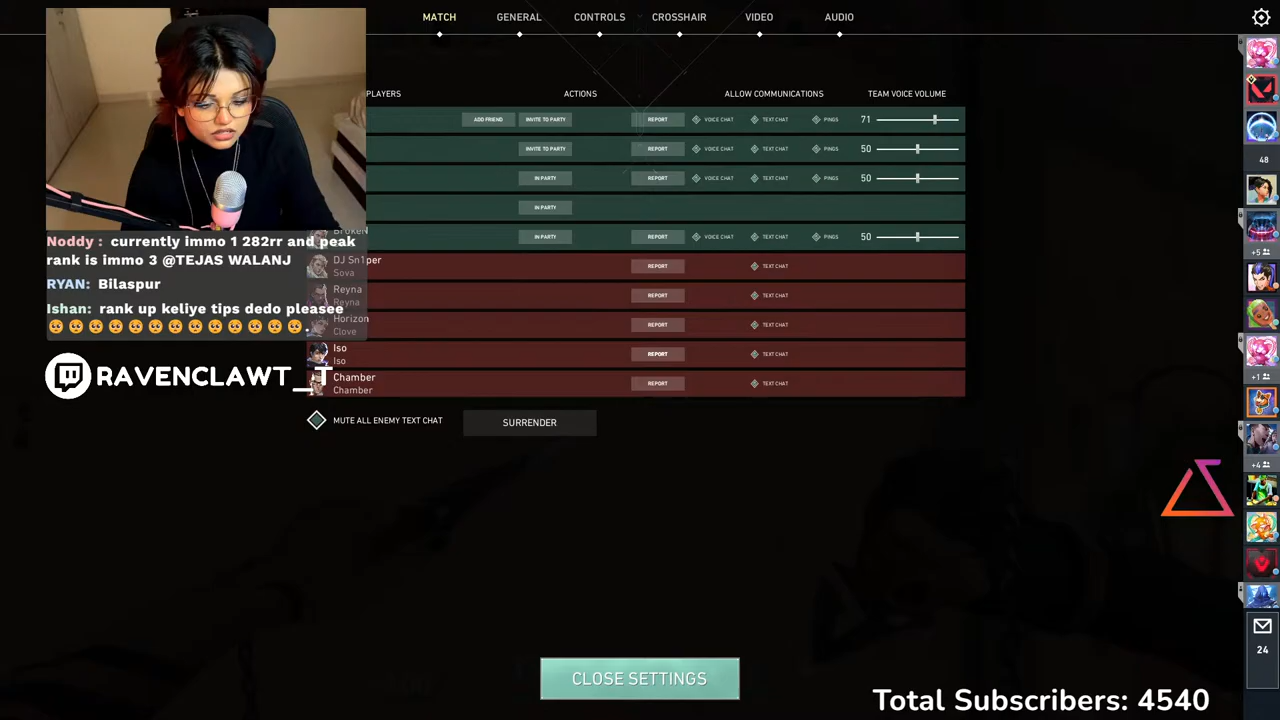 MATCH GENERAL CONTROLS CROSSHAIR VIDEO AUDIO
PLAYERS ACTIONS ALLOW COMMUNICATIONS TEAM VOICE VOLUME
ADD FRIEND INVITE TO PARTY REPORT VOICE CHAT TEXT CHAT PINGS 71
INVITE TO PARTY REPORT VOICE CHAT TEXT CHAT PINGS 50
IN PARTY REPORT VOICE CHAT TEXT CHAT PINGS 50
IN PARTY
BrokeN IN PARTY REPORT VOICE CHAT TEXT CHAT PINGS 50
DJ Sn1per REPORT TEXT CHAT
Sova
Reyna REPORT TEXT CHAT
Reyna
Horizon REPORT TEXT CHAT
Clove
Iso REPORT TEXT CHAT
Iso
Chamber REPORT TEXT CHAT
Chamber
MUTE ALL ENEMY TEXT CHAT SURRENDER
Noddy : currently immo 1 282rr and peak
rank is immo 3 @TEJAS WALANJ
RYAN: Bilaspur
Ishan: rank up keliye tips dedo pleasee
🥺🥺🥺🥺🥺🥺🥺🥺🥺🥺🥺🥺.
RAVENCLAWT_T
CLOSE SETTINGS
48
+5
+1
+4
24
Total Subscribers: 4540